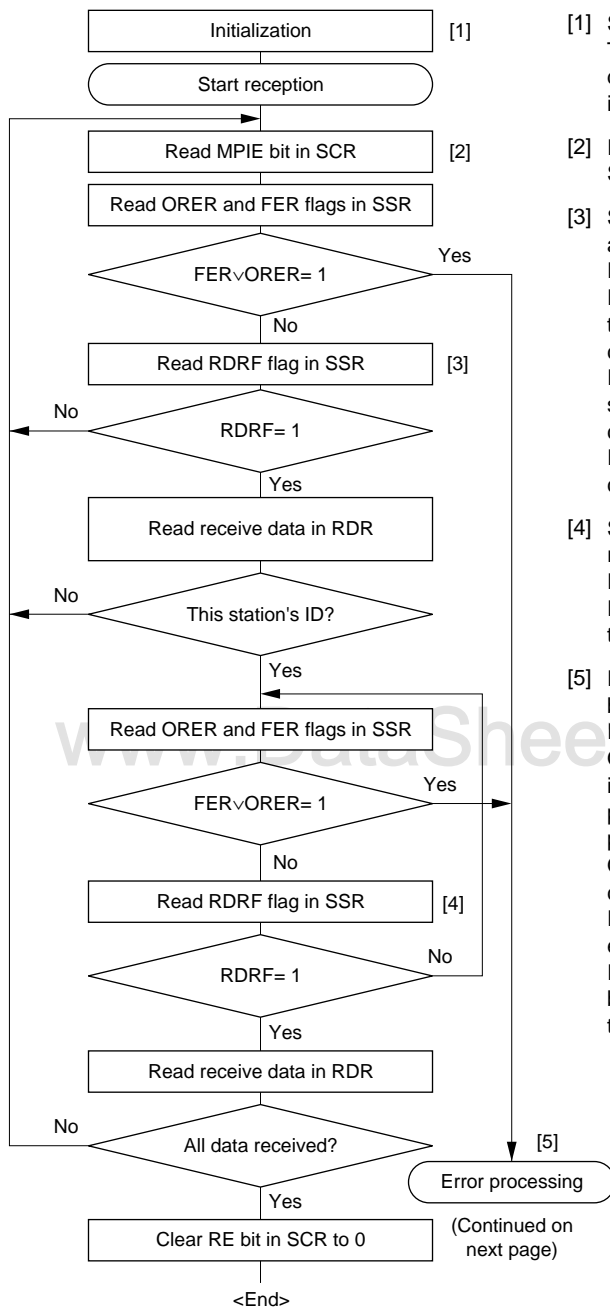 Initialization
[1]
Start reception
Read MPIE bit in SCR
[2]
Read ORER and FER flags in SSR
Yes
FER∨ORER= 1
No
Read RDRF flag in SSR
[3]
No
RDRF= 1
Yes
Read receive data in RDR
No
This station's ID?
Yes
Read ORER and FER flags in SSR
Yes
FER∨ORER= 1
No
Read RDRF flag in SSR
[4]
No
RDRF= 1
Yes
Read receive data in RDR
No
All data received?
[5]
Error processing
Yes
(Continued on
next page)
Clear RE bit in SCR to 0
<End>
[1]
[2]
[3]
[4]
[5]